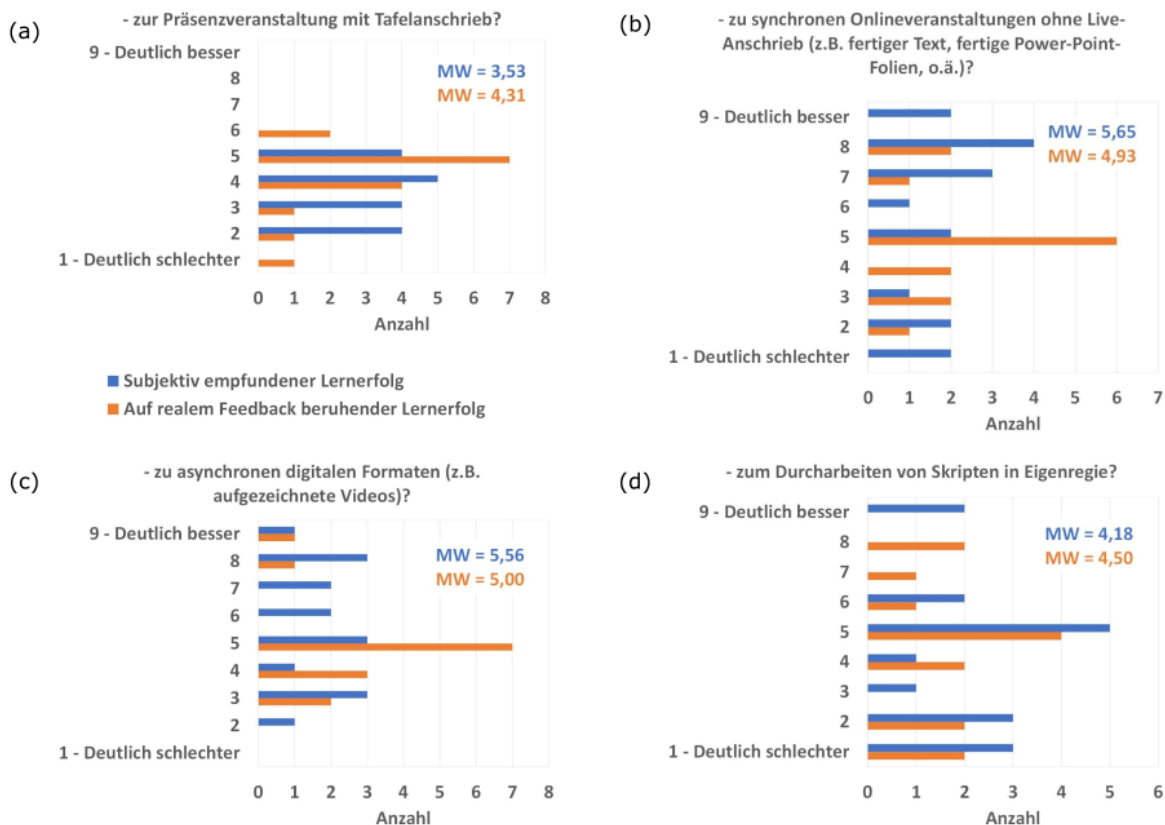 (a)
- zur Präsenzveranstaltung mit Tafelanschrieb?
9 - Deutlich besser
8
7
6
5
4
3
2
1 - Deutlich schlechter
MW = 3,53
MW = 4,31
0 1 2 3 4 5 6 7 8
Anzahl
(b)
- zu synchronen Onlineveranstaltungen ohne Live-
Anschrieb (z.B. fertiger Text, fertige Power-Point-
Folien, o.ä.)?
9 - Deutlich besser
8
7
6
5
4
3
2
1 - Deutlich schlechter
MW = 5,65
MW = 4,93
0 1 2 3 4 5 6 7
Anzahl
Subjektiv empfundener Lernerfolg
Auf realem Feedback beruhender Lernerfolg
(c)
- zu asynchronen digitalen Formaten (z.B.
aufgezeichnete Videos)?
9 - Deutlich besser
8
7
6
5
4
3
2
1 - Deutlich schlechter
MW = 5,56
MW = 5,00
0 1 2 3 4 5 6 7 8
Anzahl
(d)
- zum Durcharbeiten von Skripten in Eigenregie?
9 - Deutlich besser
8
7
6
5
4
3
2
1 - Deutlich schlechter
MW = 4,18
MW = 4,50
0 1 2 3 4 5 6
Anzahl